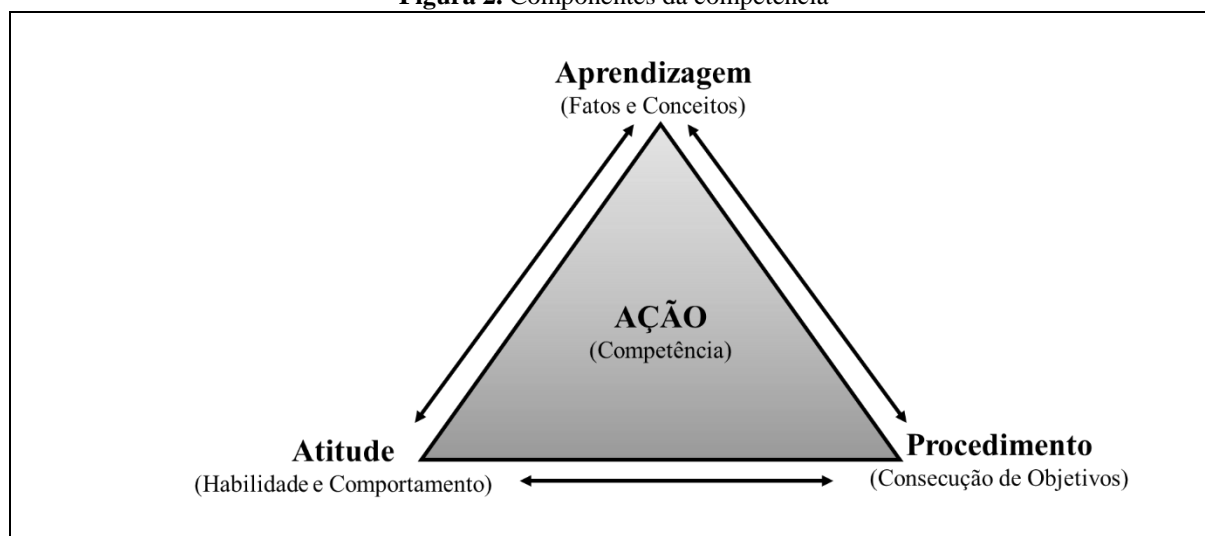 Figura 2. Componentes da competência
Aprendizagem
(Fatos e Conceitos)
AÇÃO
(Competência)
Atitude
(Habilidade e Comportamento)
Procedimento
(Consecução de Objetivos)